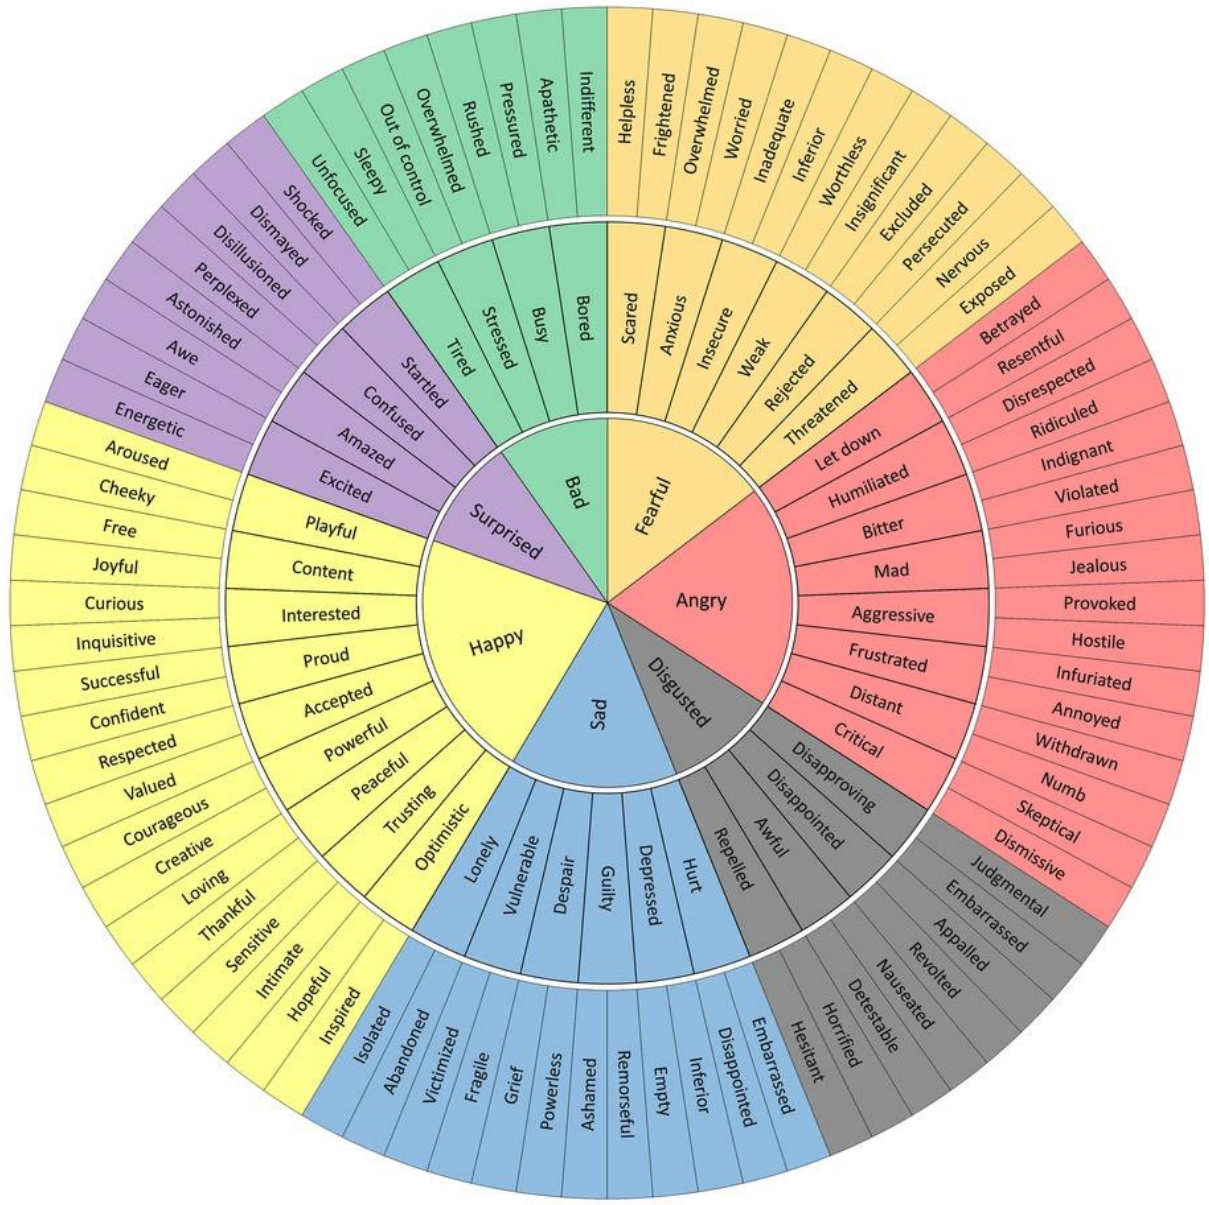 Bad
Fearful
Angry
Disgusted
Sad
Happy
Surprised
Scared
Anxious
Insecure
Weak
Rejected
Threatened
Let down
Humiliated
Bitter
Mad
Aggressive
Frustrated
Distant
Critical
Disapproving
Disappointed
Awful
Repelled
Hurt
Depressed
Guilty
Despair
Vulnerable
Lonely
Optimistic
Trusting
Peaceful
Powerful
Accepted
Proud
Interested
Content
Playful
Excited
Amazed
Confused
Startled
Tired
Stressed
Busy
Bored
Helpless
Frightened
Overwhelmed
Worried
Inadequate
Inferior
Worthless
Insignificant
Excluded
Persecuted
Nervous
Exposed
Betrayed
Resentful
Disrespected
Ridiculed
Indignant
Violated
Furious
Jealous
Provoked
Hostile
Infuriated
Annoyed
Withdrawn
Numb
Skeptical
Dismissive
Judgmental
Embarrassed
Appalled
Revolted
Nauseated
Detestable
Horrified
Hesitant
Embarrassed
Disappointed
Inferior
Empty
Remorseful
Ashamed
Powerless
Grief
Fragile
Victimized
Abandoned
Isolated
Inspired
Hopeful
Intimate
Sensitive
Thankful
Loving
Creative
Courageous
Valued
Respected
Confident
Successful
Inquisitive
Curious
Joyful
Free
Cheeky
Aroused
Energetic
Eager
Awe
Astonished
Perplexed
Disillusioned
Dismayed
Shocked
Unfocused
Sleepy
Out of control
Overwhelmed
Rushed
Pressured
Apathetic
Indifferent